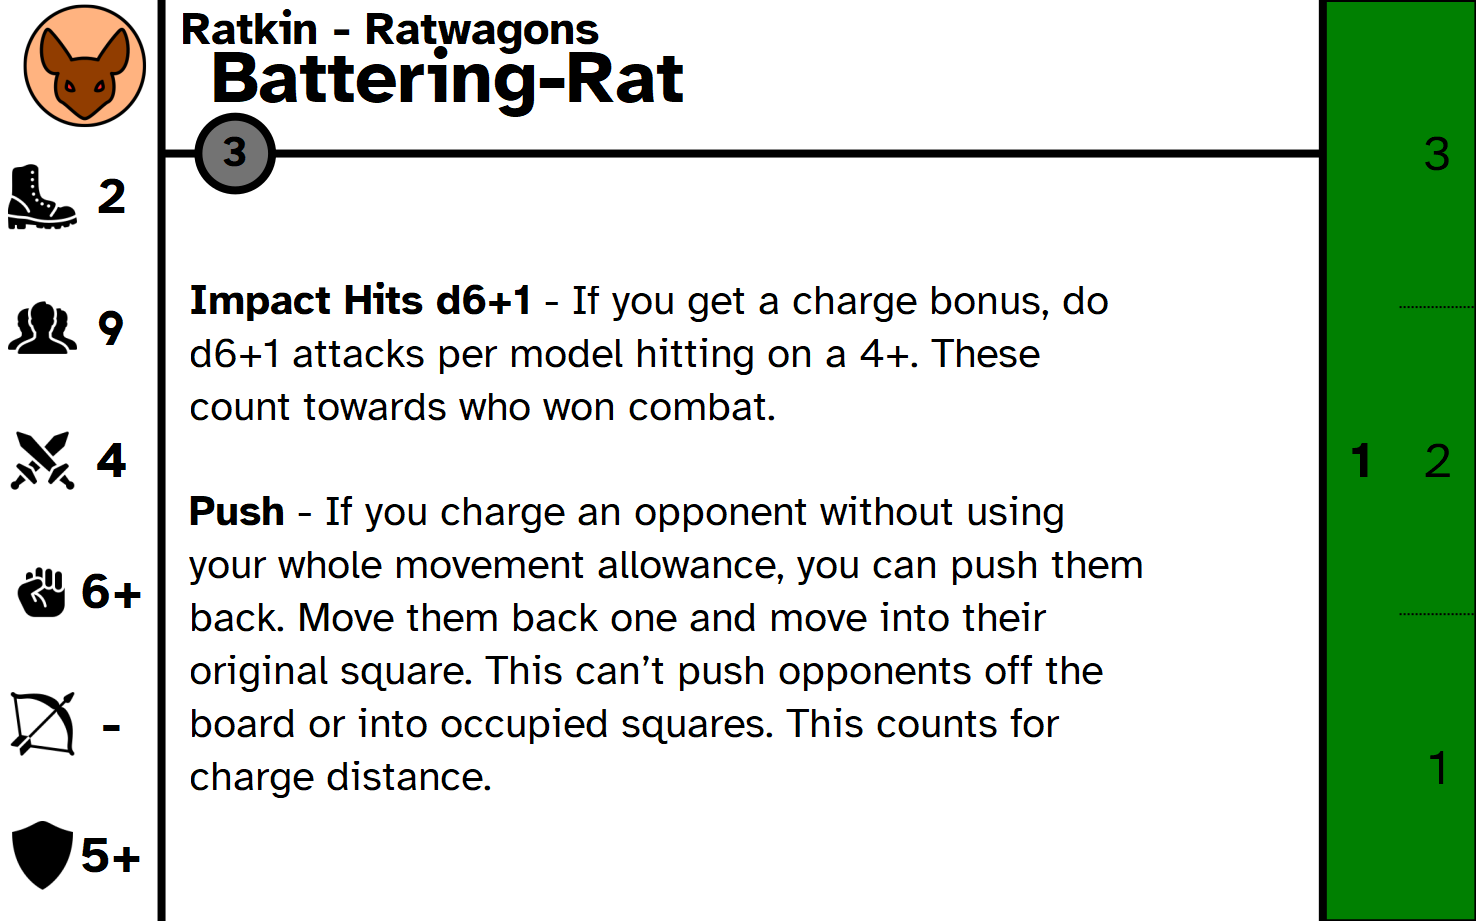 Ratkin - Ratwagons
Battering-Rat
3
2
9
4
6+
-
5+
Impact Hits d6+1 - If you get a charge bonus, do
d6+1 attacks per model hitting on a 4+. These
count towards who won combat.
Push - If you charge an opponent without using
your whole movement allowance, you can push them
back. Move them back one and move into their
original square. This can’t push opponents off the
board or into occupied squares. This counts for
charge distance.
3
1 2
1